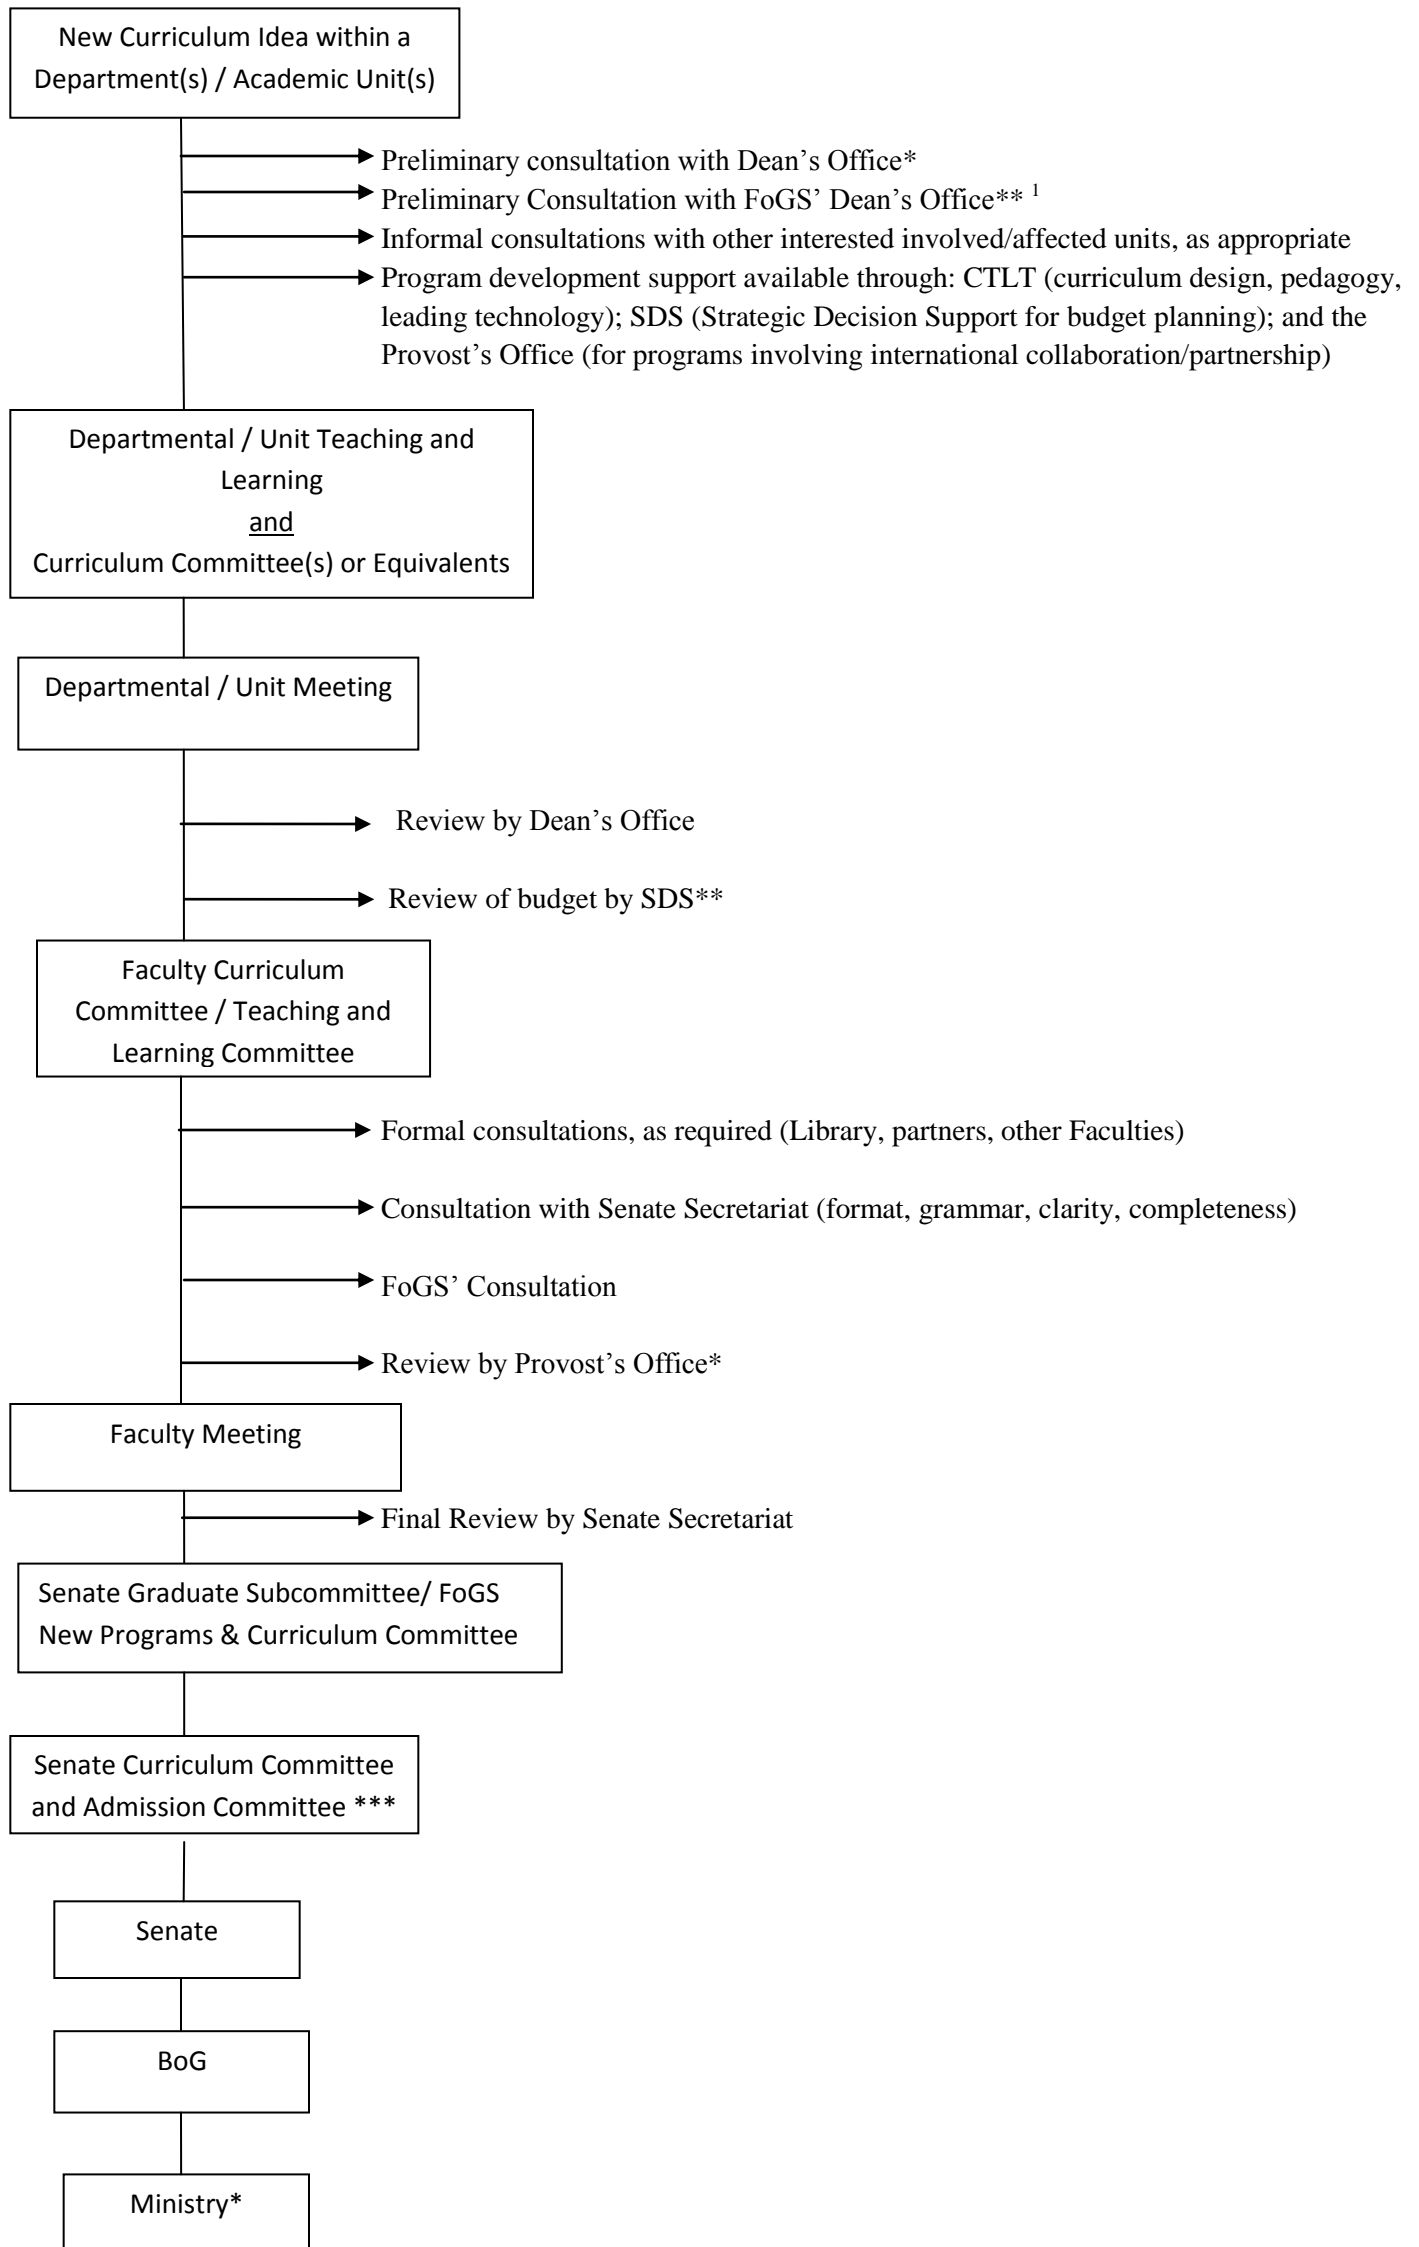 New Curriculum Idea within a
Department(s) / Academic Unit(s)
Preliminary consultation with Dean’s Office*
Preliminary Consultation with FoGS’ Dean’s Office** 1
Informal consultations with other interested involved/affected units, as appropriate
Program development support available through: CTLT (curriculum design, pedagogy,
leading technology); SDS (Strategic Decision Support for budget planning); and the
Provost’s Office (for programs involving international collaboration/partnership)
Departmental / Unit Teaching and
Learning
and
Curriculum Committee(s) or Equivalents
Departmental / Unit Meeting
Review by Dean’s Office
Review of budget by SDS**
Faculty Curriculum
Committee / Teaching and
Learning Committee
Formal consultations, as required (Library, partners, other Faculties)
Consultation with Senate Secretariat (format, grammar, clarity, completeness)
FoGS’ Consultation
Review by Provost’s Office*
Faculty Meeting
Final Review by Senate Secretariat
Senate Graduate Subcommittee/ FoGS
New Programs & Curriculum Committee
Senate Curriculum Committee
and Admission Committee ***
Senate
BoG
Ministry*